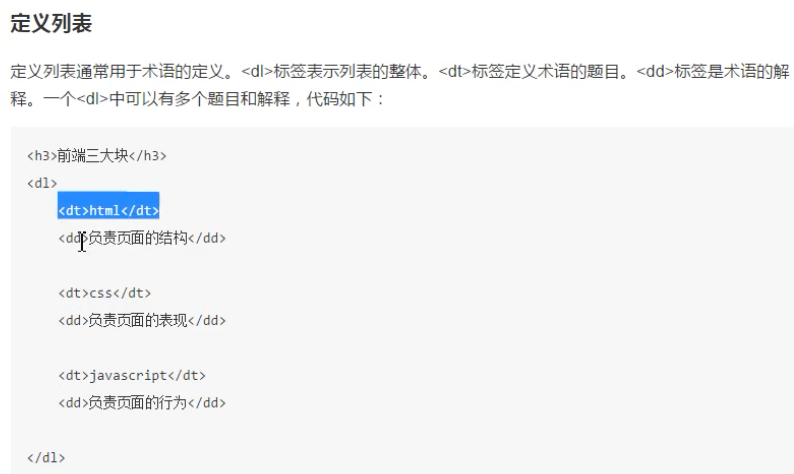 定义列表
定义列表通常用于术语的定义。<dl>标签表示列表的整体。<dt>标签定义术语的题目。<dd>标签是术语的解
释。一个<dl>中可以有多个题目和解释，代码如下：
<h3>前端三大块</h3>
<dl>
<dt>html</dt>
<dd>负责页面的结构</dd>
<dt>css</dt>
<dd>负责页面的表现</dd>
<dt>javascript</dt>
<dd>负责页面的行为</dd>
</dl>